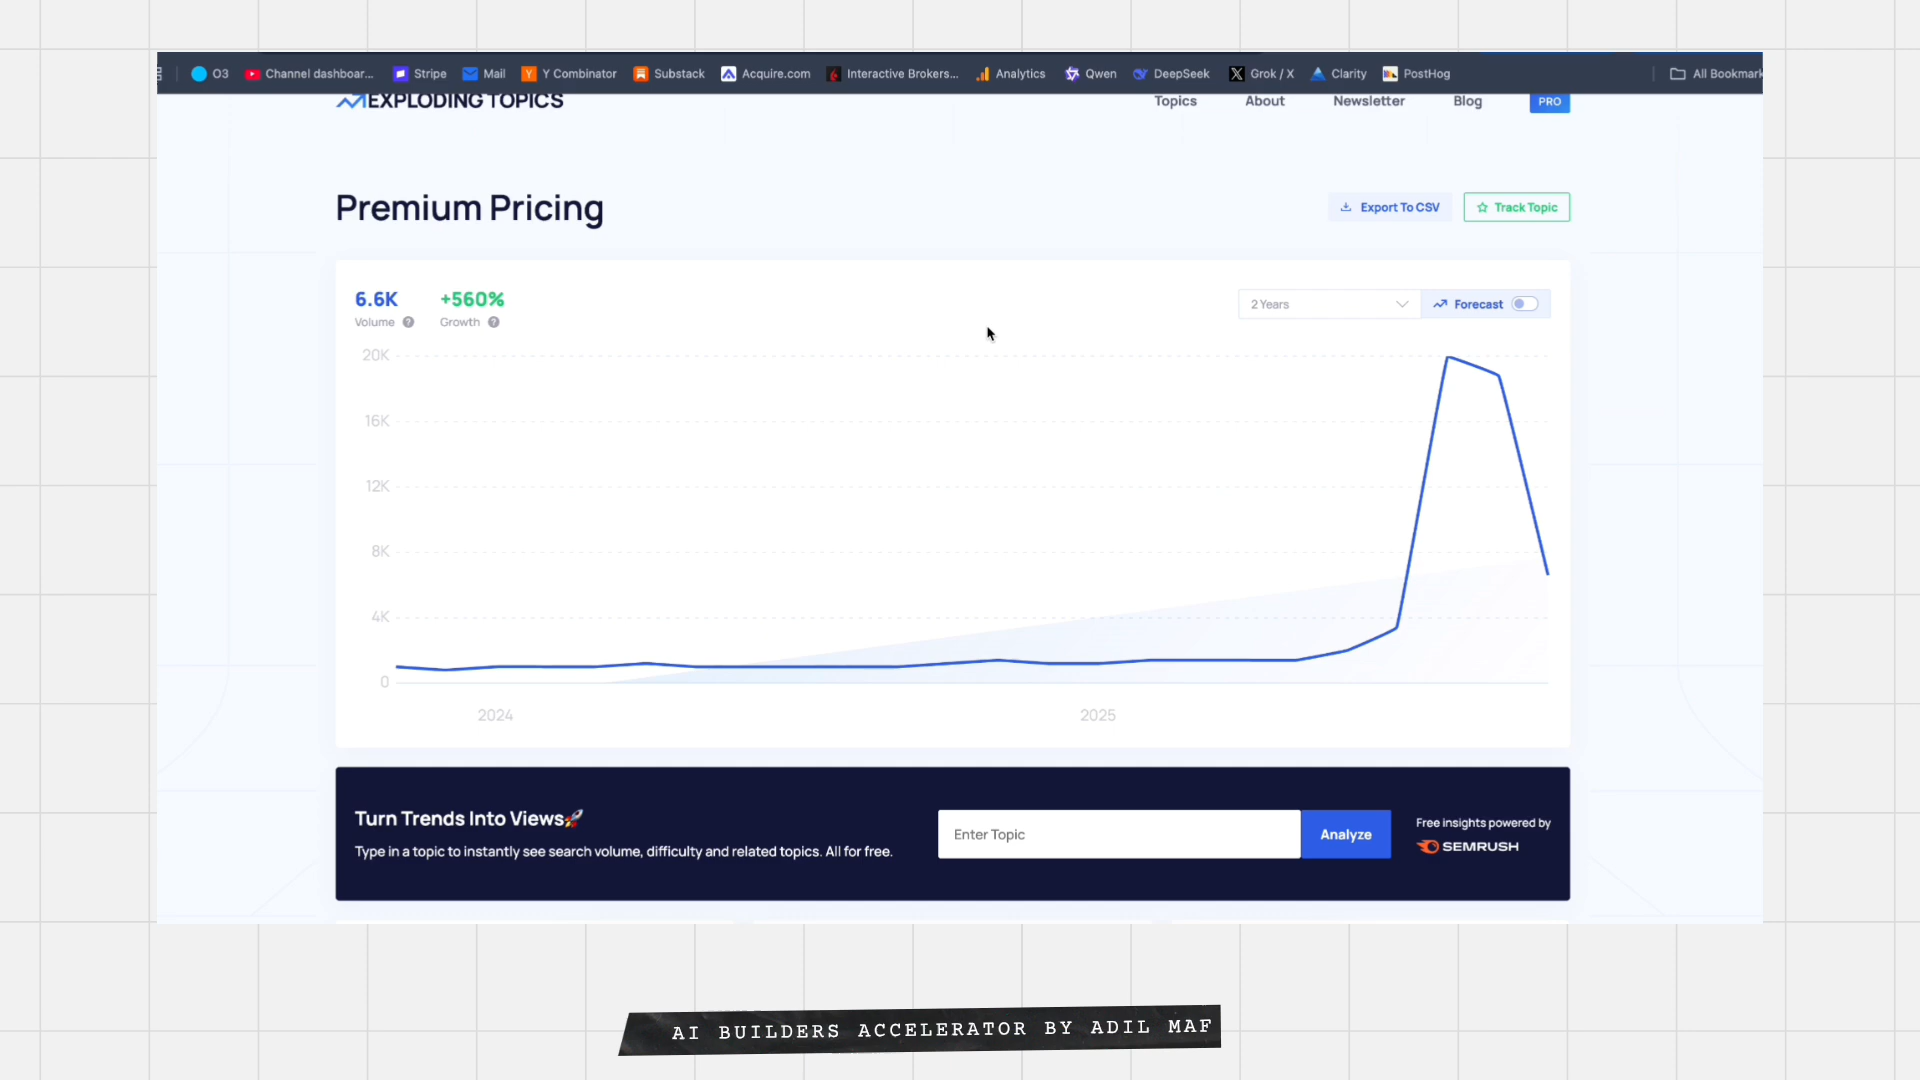 O3 Channel dashboar... Stripe Mail Y Combinator Substack Acquire.com Interactive Brokers... Analytics Qwen DeepSeek Grok / X Clarity PostHog All Bookmark
EXPLODING TOPICS Topics About Newsletter Blog PRO
Premium Pricing Export To CSV Track Topic
6.6K +560%
Volume ? Growth ?
2 Years Forecast
20K
16K
12K
8K
4K
0
2024 2025
Turn Trends Into Views🚀
Type in a topic to instantly see search volume, difficulty and related topics. All for free.
Enter Topic Analyze
Free insights powered by
SEMRUSH
AI BUILDERS ACCELERATOR BY ADIL MAF